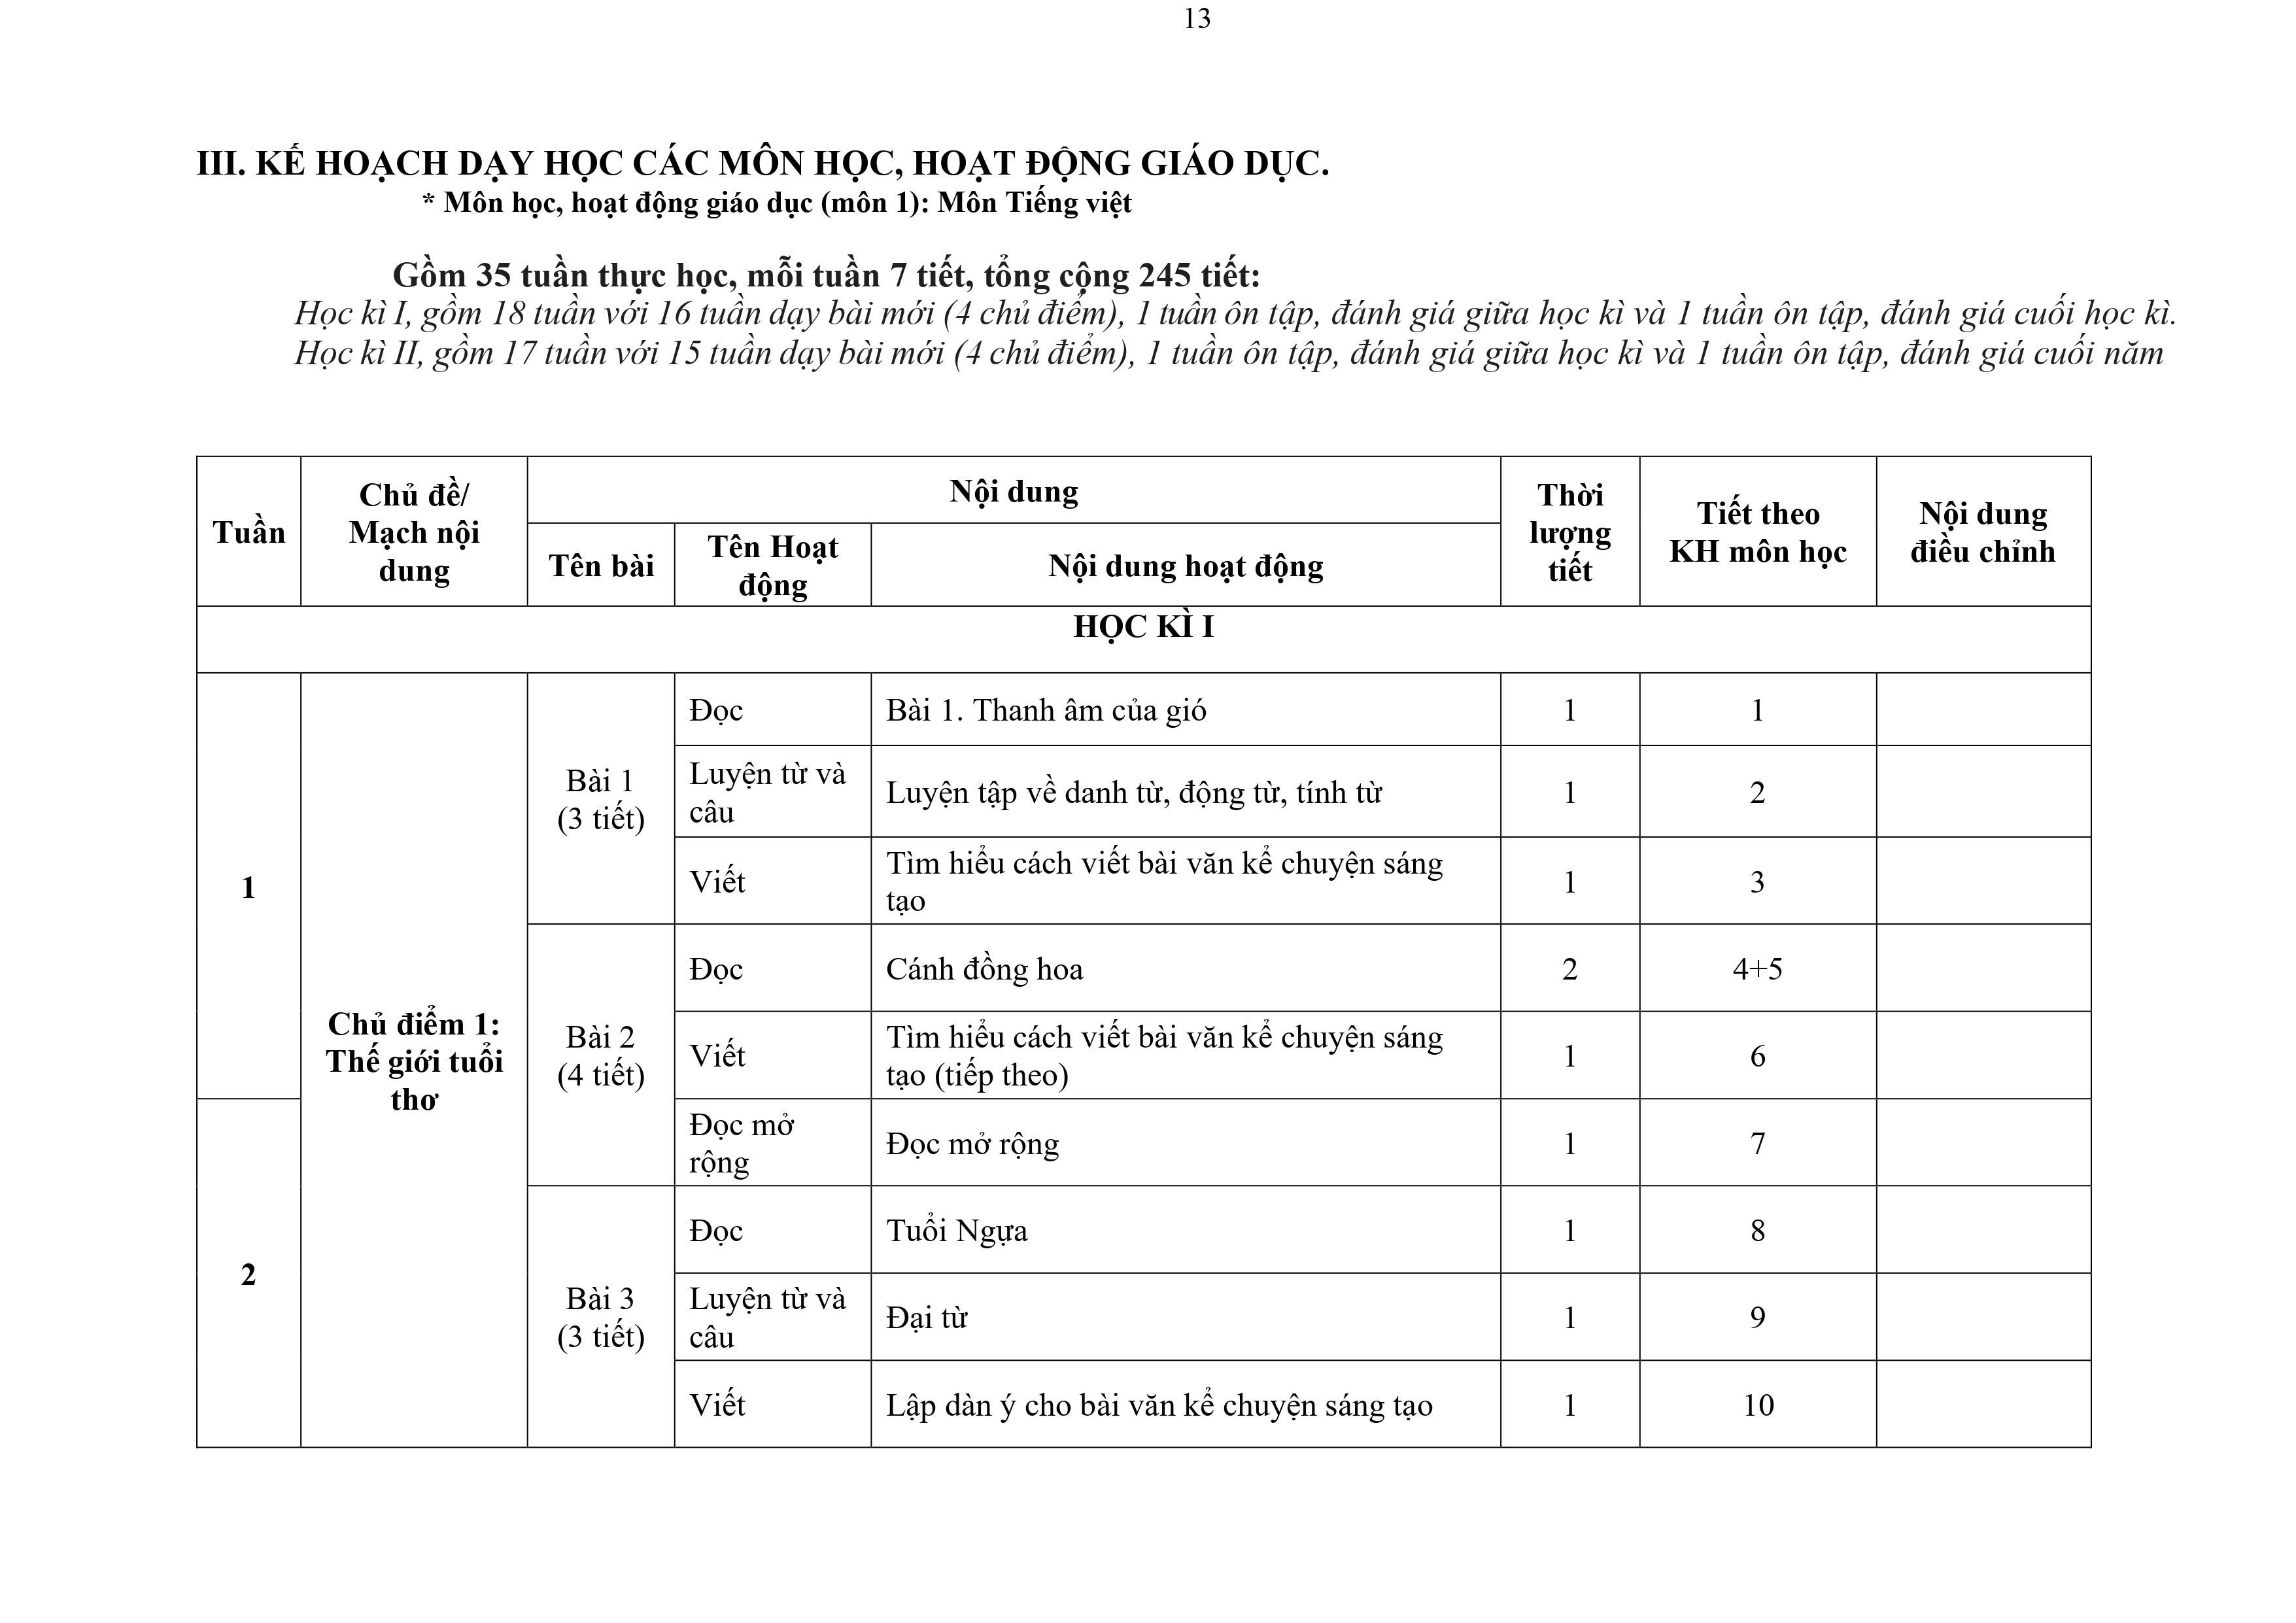 13
III. KẾ HOẠCH DẠY HỌC CÁC MÔN HỌC, HOẠT ĐỘNG GIÁO DỤC.
* Môn học, hoạt động giáo dục (môn 1): Môn Tiếng việt
Gồm 35 tuần thực học, mỗi tuần 7 tiết, tổng cộng 245 tiết:
Học kì I, gồm 18 tuần với 16 tuần dạy bài mới (4 chủ điểm), 1 tuần ôn tập, đánh giá giữa học kì và 1 tuần ôn tập, đánh giá cuối học kì.
Học kì II, gồm 17 tuần với 15 tuần dạy bài mới (4 chủ điểm), 1 tuần ôn tập, đánh giá giữa học kì và 1 tuần ôn tập, đánh giá cuối năm
Tuần
Chủ đề/
Mạch nội
dung
Nội dung
Tên bài
Tên Hoạt
động
Nội dung hoạt động
Thời
lượng
tiết
Tiết theo
KH môn học
Nội dung
điều chỉnh
HỌC KÌ I
1
Chủ điểm 1:
Thế giới tuổi
thơ
Bài 1
(3 tiết)
Đọc
Bài 1. Thanh âm của gió
1
1
Luyện từ và
câu
Luyện tập về danh từ, động từ, tính từ
1
2
Viết
Tìm hiểu cách viết bài văn kể chuyện sáng
tạo
1
3
Bài 2
(4 tiết)
Đọc
Cánh đồng hoa
2
4+5
Viết
Tìm hiểu cách viết bài văn kể chuyện sáng
tạo (tiếp theo)
1
6
2
Đọc mở
rộng
Đọc mở rộng
1
7
Bài 3
(3 tiết)
Đọc
Tuổi Ngựa
1
8
Luyện từ và
câu
Đại từ
1
9
Viết
Lập dàn ý cho bài văn kể chuyện sáng tạo
1
10